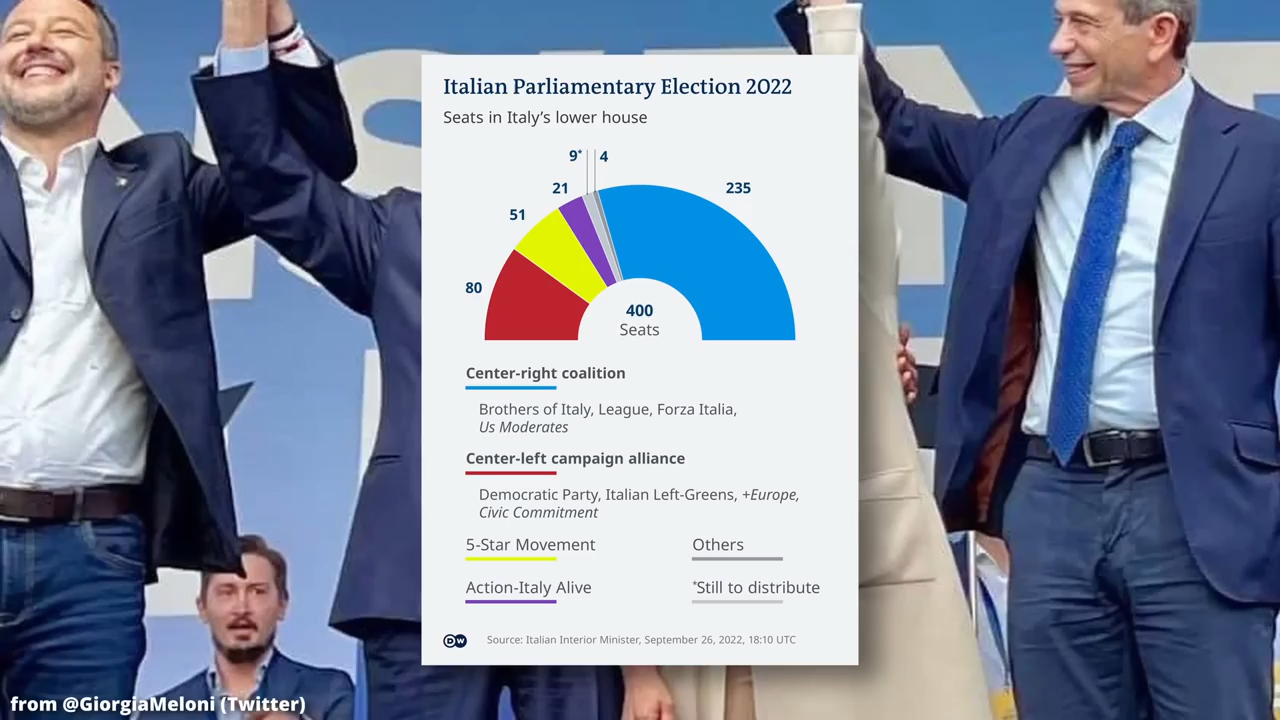 Italian Parliamentary Election 2022
Seats in Italy's lower house
9* 4
21 235
51
80
400
Seats
Center-right coalition
Brothers of Italy, League, Forza Italia,
Us Moderates
Center-left campaign alliance
Democratic Party, Italian Left-Greens, +Europe,
Civic Commitment
5-Star Movement
Others
Action-Italy Alive
*Still to distribute
DW
Source: Italian Interior Minister, September 26, 2022, 18:10 UTC
from @GiorgiaMeloni (Twitter)